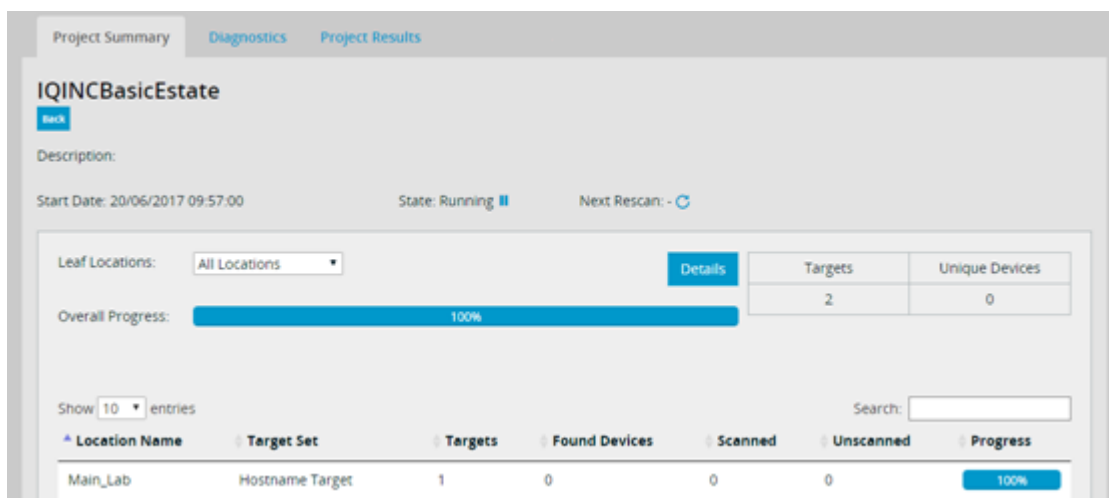 Project Summary Diagnostics Project Results
IQINCBasicEstate
Back
Description:
Start Date: 20/06/2017 09:57:00 State: Running Next Rescan: -
Leaf Locations: All Locations Details Targets Unique Devices
2 0
Overall Progress: 100%
Show 10 entries Search:
Location Name Target Set Targets Found Devices Scanned Unscanned Progress
Main_Lab Hostname Target 1 0 0 0 100%